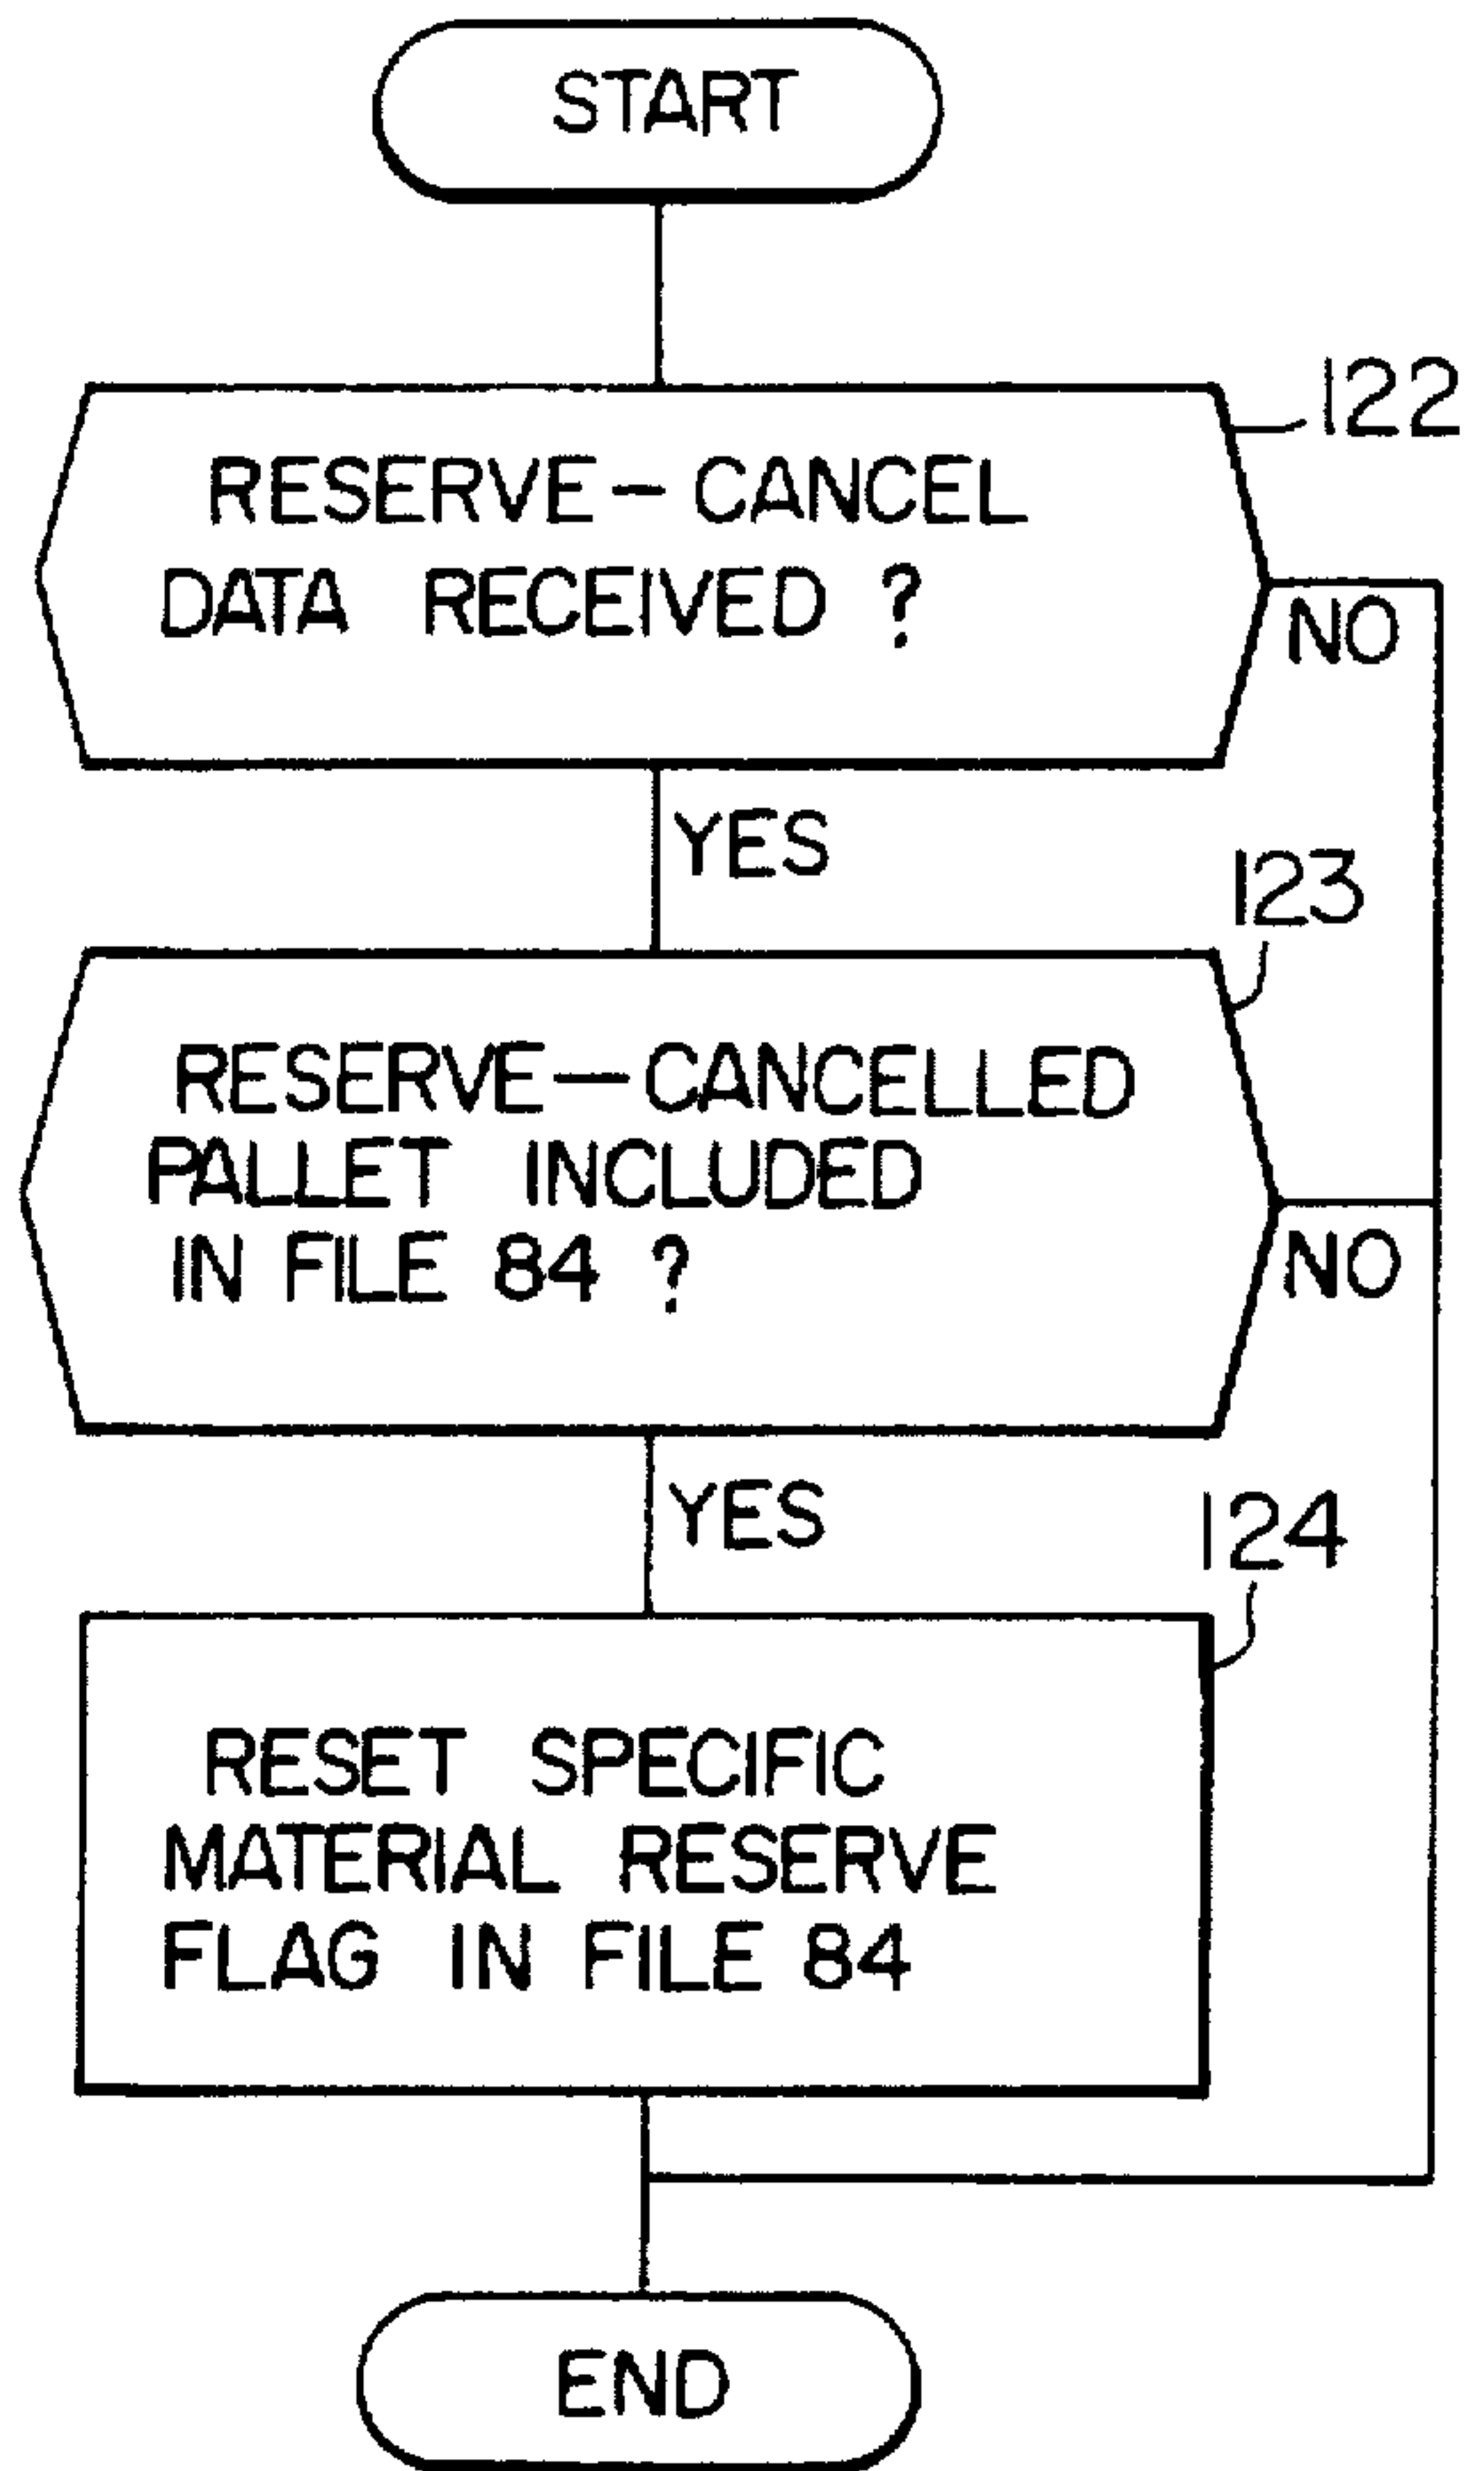 START
122
RESERVE-CANCEL
DATA RECEIVED ?
NO
YES
123
RESERVE-CANCELLED
PALLET INCLUDED
IN FILE 84 ?
NO
YES
124
RESET SPECIFIC
MATERIAL RESERVE
FLAG IN FILE 84
END